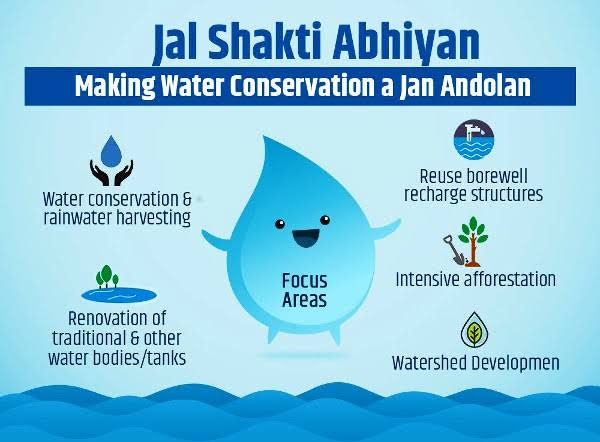 Jal Shakti Abhiyan
Making Water Conservation a Jan Andolan
Water conservation &
rainwater harvesting
Renovation of
traditional & other
water bodies/tanks
Focus
Areas
Reuse borewell
recharge structures
Intensive afforestation
Watershed Developmen